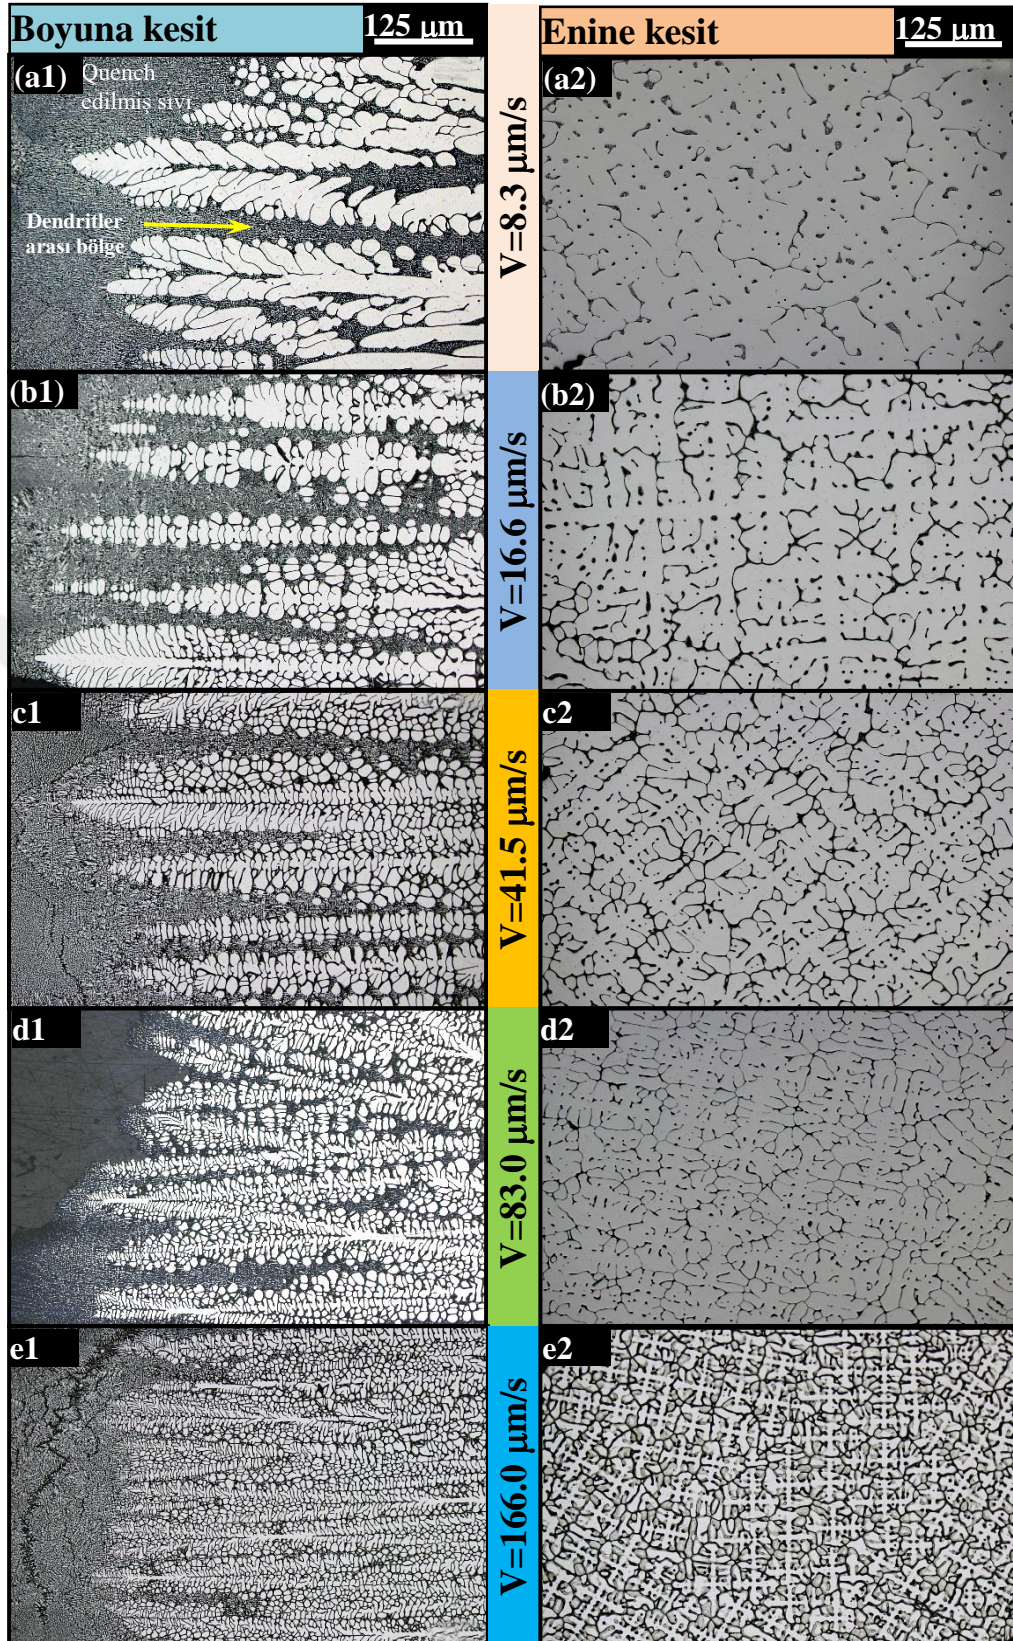 Boyuna kesit
125 μm
Enine kesit
125 μm
(a1)
Quench
edilmiş sıvı
Dendritler
arası bölge
V=8.3 μm/s
(a2)
(b1)
V=16.6 μm/s
(b2)
c1
V=41.5 μm/s
c2
d1
V=83.0 μm/s
d2
e1
V=166.0 μm/s
e2